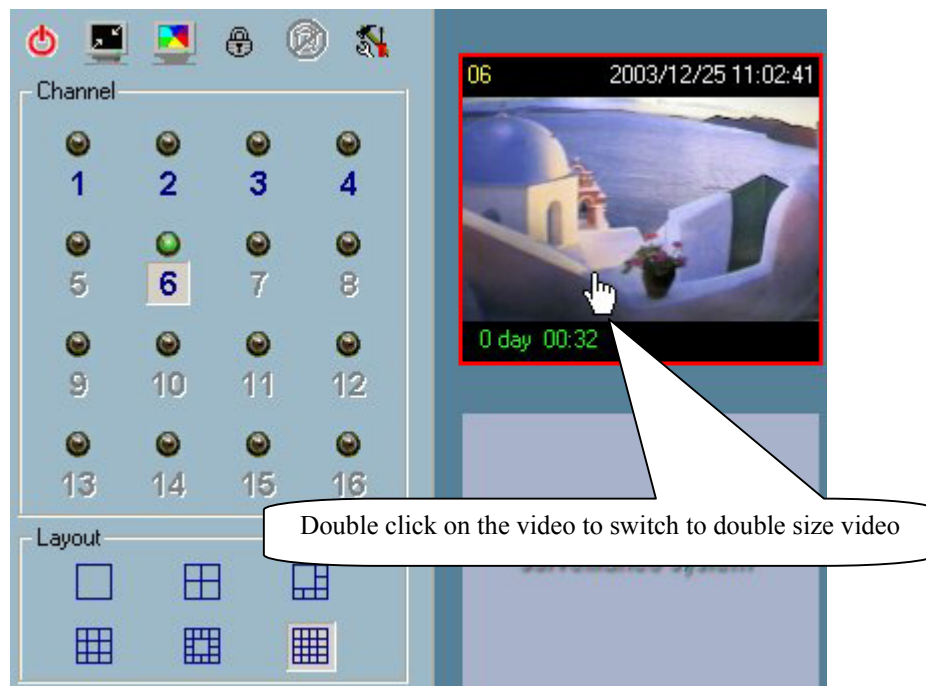 Channel
1 2 3 4
5 6 7 8
9 10 11 12
13 14 15 16
Layout
06 2003/12/25 11:02:41
0 day 00:32
Double click on the video to switch to double size video